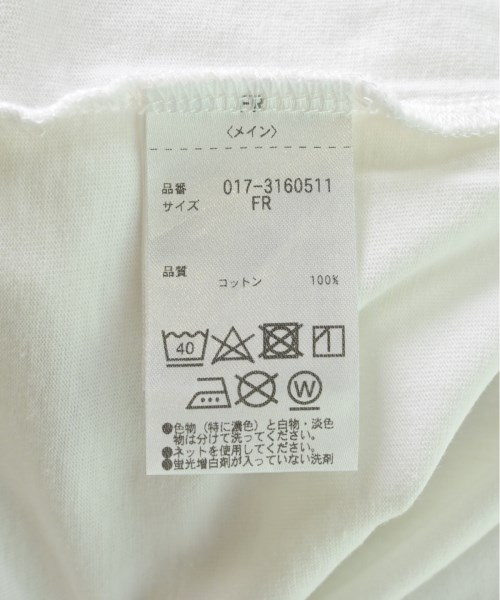 FR
〈メイン〉
品番 017-3160511
サイズ FR
品質
コットン 100%
40
W
●色物（特に濃色）と白物・淡色
物は分けて洗ってください。
●ネットを使用してください。
●蛍光増白剤が入っていない洗剤